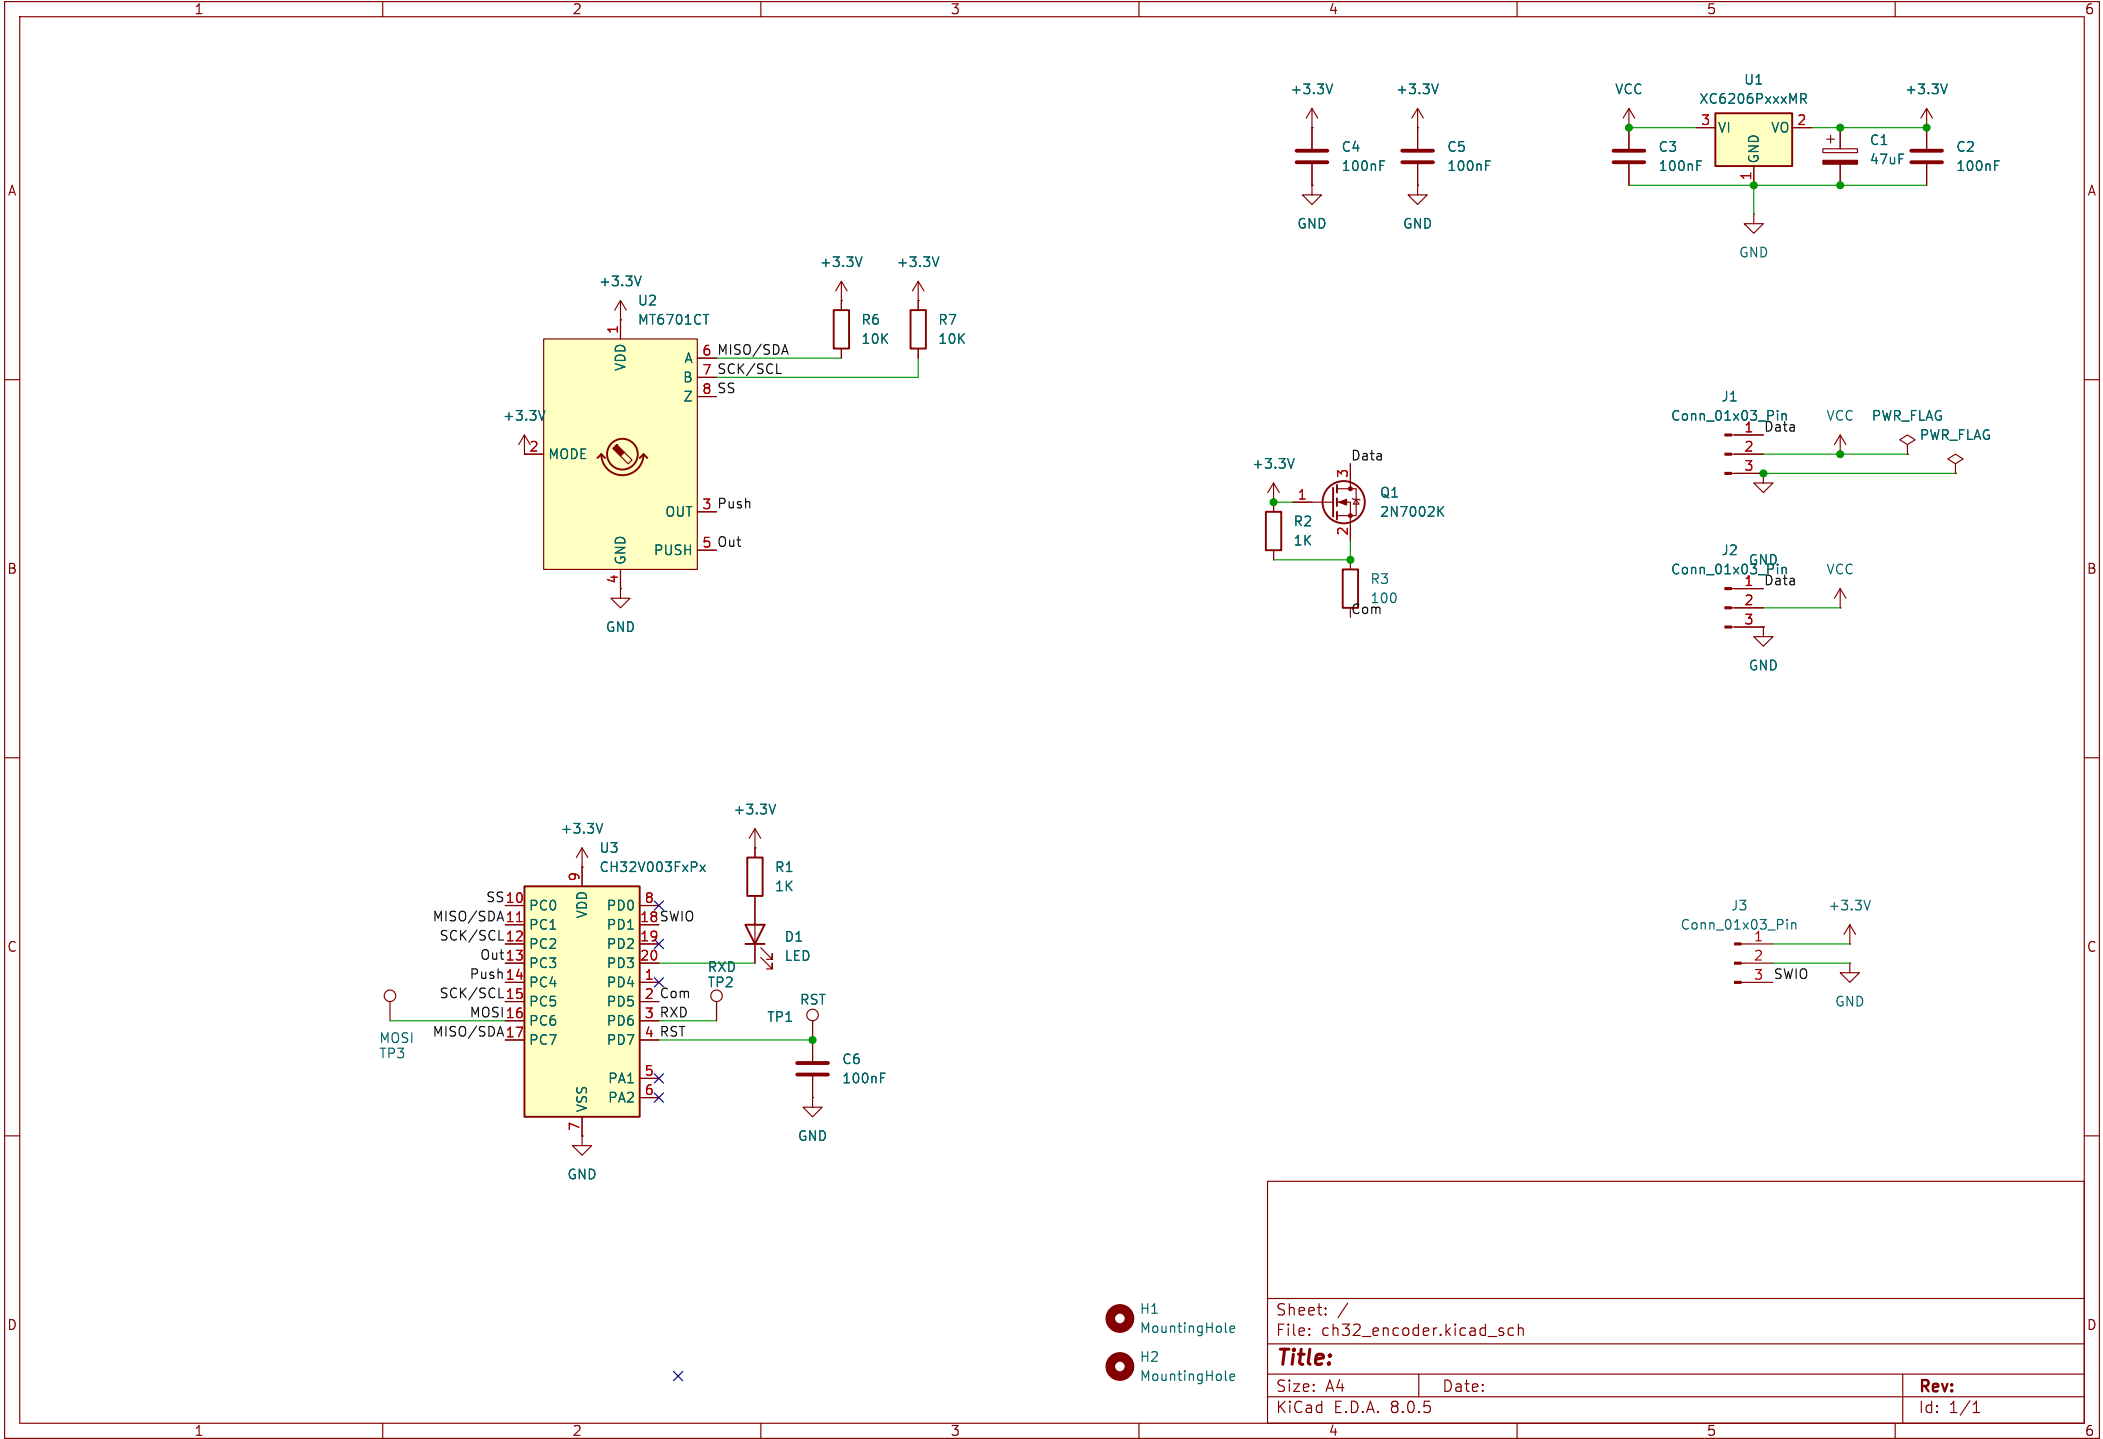 1 2 3 4 5 6
A
B
C
D
+3.3V
C4
100nF
GND
+3.3V
C5
100nF
GND
VCC
U1
XC6206PxxxMR
3 VI
VO 2
GND
1
C3
100nF
+
C1
47uF
+3.3V
C2
100nF
GND
+3.3V
U2
MT6701CT
1
VDD
A 6 MISO/SDA
B 7 SCK/SCL
Z 8 SS
+3.3V
2 MODE
OUT 3 Push
PUSH 5 Out
GND
4
GND
+3.3V
R6
10K
+3.3V
R7
10K
+3.3V
Data
3
1
2
Q1
2N7002K
R2
1K
R3
100
Com
J1
Conn_01x03_Pin
1 Data
2
3
VCC
PWR_FLAG
PWR_FLAG
GND
J2
Conn_01x03_Pin
1 Data
2
3
VCC
GND
+3.3V
U3
CH32V003FxPx
9
VDD
SS 10 PC0
MISO/SDA 11 PC1
SCK/SCL 12 PC2
Out 13 PC3
Push 14 PC4
SCK/SCL 15 PC5
MOSI 16 PC6
MISO/SDA 17 PC7
PD0 8
PD1 18 SWIO
PD2 19
PD3 20
PD4 1
PD5 2 Com
PD6 3 RXD
PD7 4 RST
PA1 5
PA2 6
VSS
7
GND
MOSI
TP3
+3.3V
R1
1K
D1
LED
RXD
TP2
RST
TP1
C6
100nF
GND
J3
Conn_01x03_Pin
1
2
3 SWIO
+3.3V
GND
H1
MountingHole
H2
MountingHole
Sheet: /
File: ch32_encoder.kicad_sch
Title:
Size: A4
Date:
Rev:
KiCad E.D.A. 8.0.5
Id: 1/1
A
B
C
D
1 2 3 4 5 6